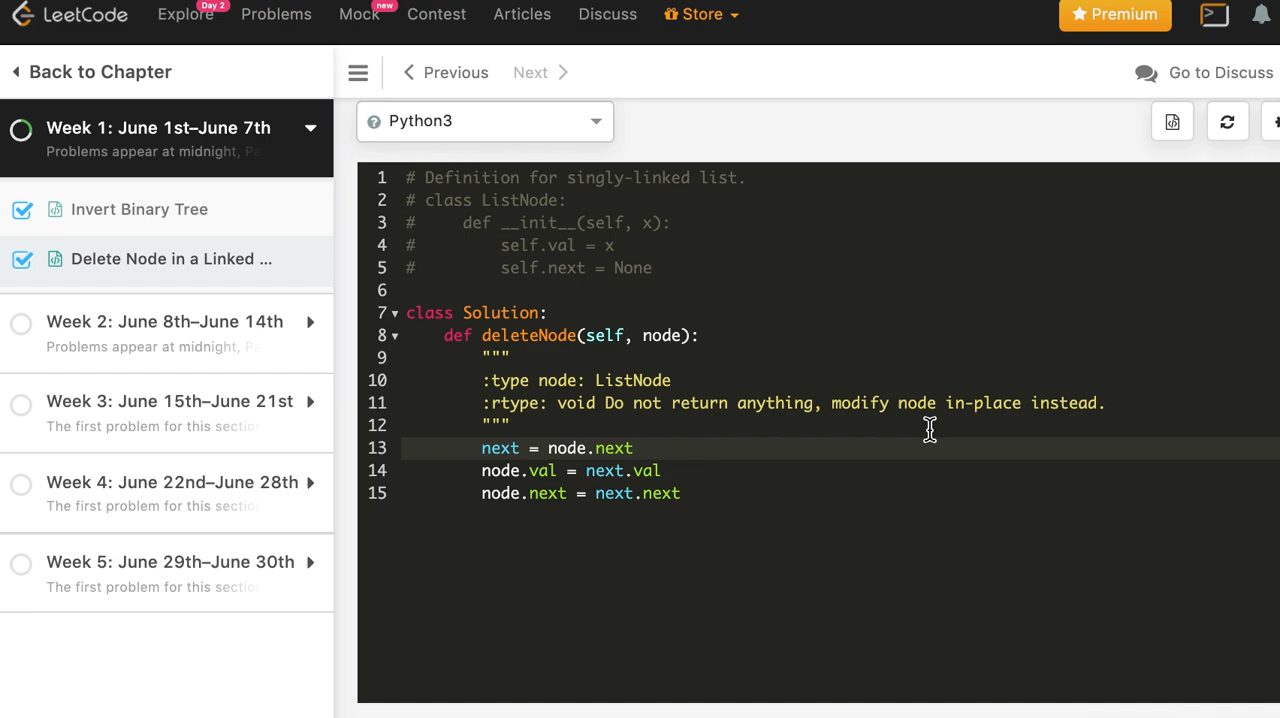 LeetCode
Explore
Day 2
Problems
Mock
new
Contest
Articles
Discuss
Store
Premium
Back to Chapter
Previous
Next
Go to Discuss
Week 1: June 1st–June 7th
Problems appear at midnight,
Invert Binary Tree
Delete Node in a Linked ...
Week 2: June 8th–June 14th
Problems appear at midnight,
Week 3: June 15th–June 21st
The first problem for this
Week 4: June 22nd–June 28th
The first problem for this
Week 5: June 29th–June 30th
The first problem for this
Python3
1 # Definition for singly-linked list.
2 # class ListNode:
3 #     def __init__(self, x):
4 #         self.val = x
5 #         self.next = None
6
7 class Solution:
8     def deleteNode(self, node):
9         """
10         :type node: ListNode
11         :rtype: void Do not return anything, modify node in-place instead.
12         """
13         next = node.next
14         node.val = next.val
15         node.next = next.next